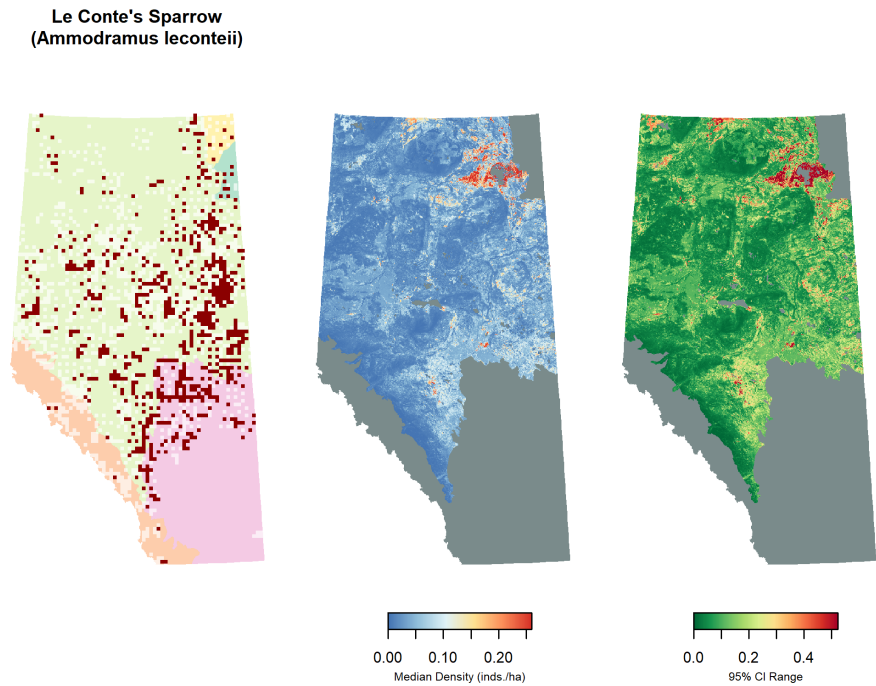 Le Conte's Sparrow
(Ammodramus leconteii)
0.00 0.10 0.20
Median Density (inds./ha)
0.0 0.2 0.4
95% CI Range